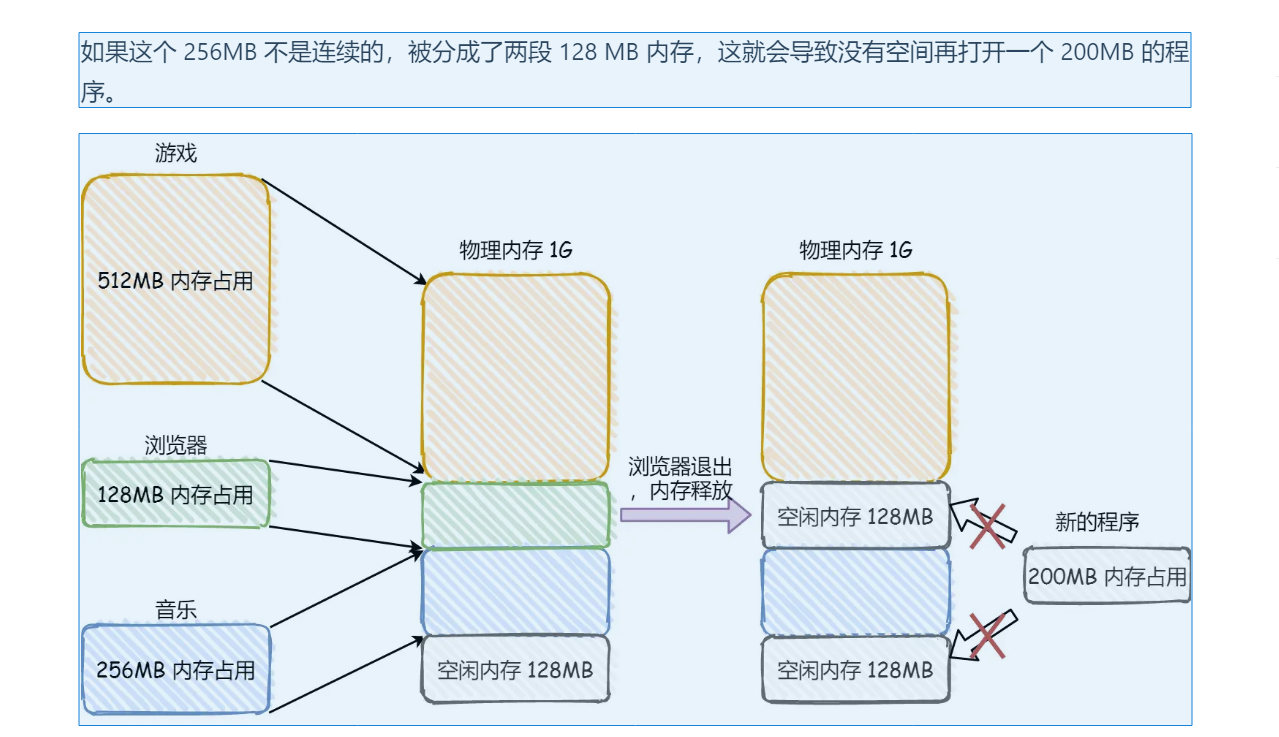 如果这个 256MB 不是连续的，被分成了两段 128 MB 内存，这就会导致没有空间再打开一个 200MB 的程
序。
游戏
512MB 内存占用
浏览器
128MB 内存占用
音乐
256MB 内存占用
物理内存 1G
空闲内存 128MB
浏览器退出
，内存释放
物理内存 1G
空闲内存 128MB
空闲内存 128MB
新的程序
200MB 内存占用